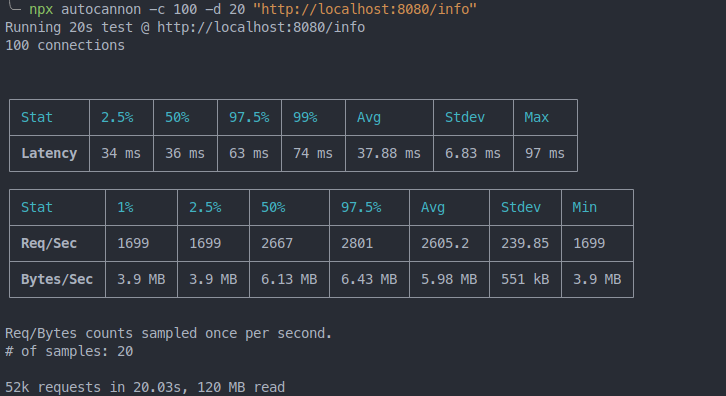 ╰─ npx autocannon -c 100 -d 20 "http://localhost:8080/info"
Running 20s test @ http://localhost:8080/info
100 connections
Stat 2.5% 50% 97.5% 99% Avg Stdev Max
Latency 34 ms 36 ms 63 ms 74 ms 37.88 ms 6.83 ms 97 ms
Stat 1% 2.5% 50% 97.5% Avg Stdev Min
Req/Sec 1699 1699 2667 2801 2605.2 239.85 1699
Bytes/Sec 3.9 MB 3.9 MB 6.13 MB 6.43 MB 5.98 MB 551 kB 3.9 MB
Req/Bytes counts sampled once per second.
# of samples: 20
52k requests in 20.03s, 120 MB read